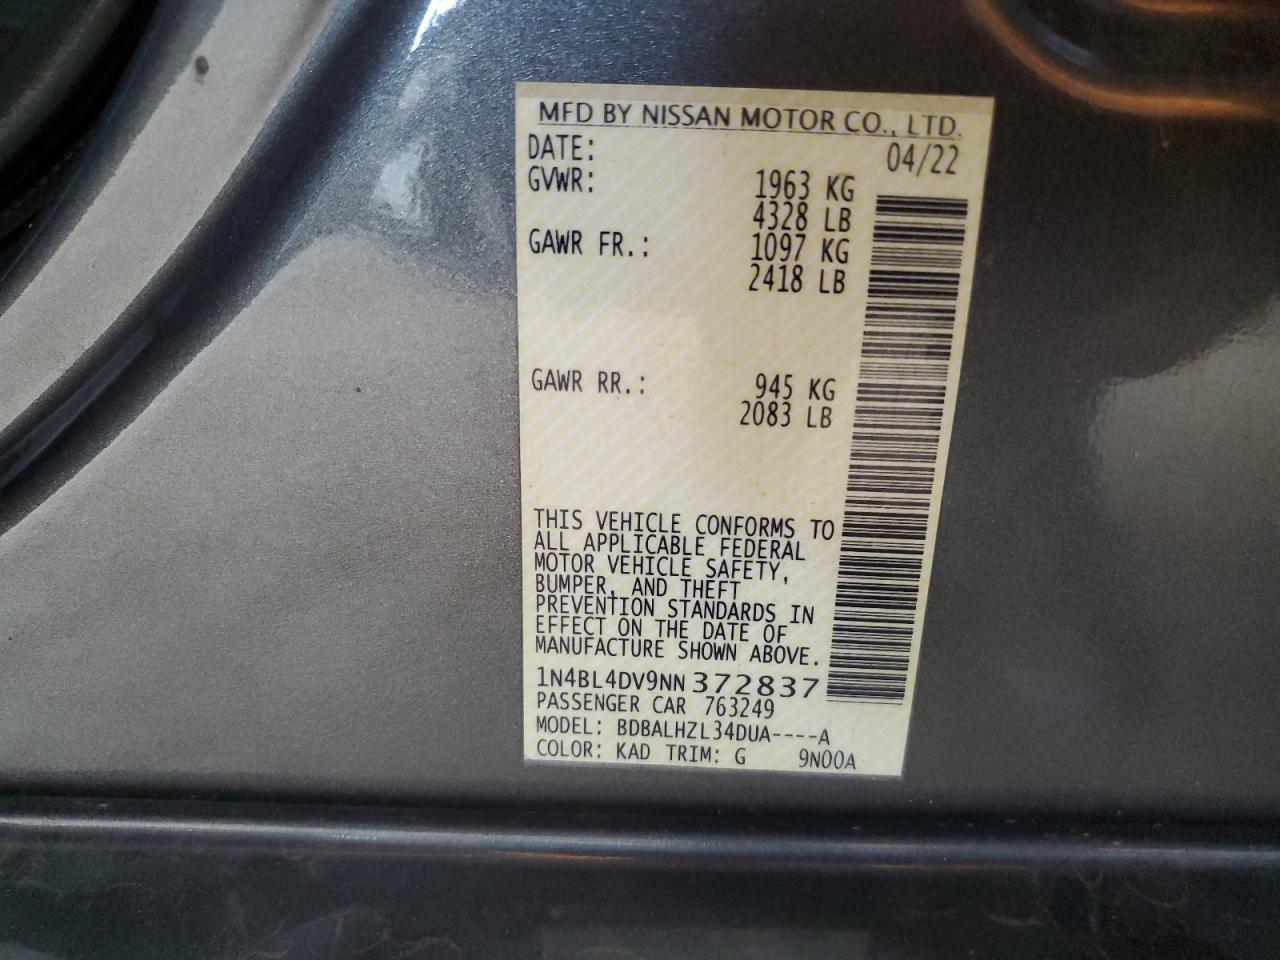 MFD BY NISSAN MOTOR CO., LTD.
DATE: 04/22
GVWR: 1963 KG
4328 LB
GAWR FR.: 1097 KG
2418 LB
GAWR RR.: 945 KG
2083 LB
THIS VEHICLE CONFORMS TO
ALL APPLICABLE FEDERAL
MOTOR VEHICLE SAFETY,
BUMPER, AND THEFT
PREVENTION STANDARDS IN
EFFECT ON THE DATE OF
MANUFACTURE SHOWN ABOVE.
1N4BL4DV9NN372837
PASSENGER CAR 763249
MODEL: BDBALHZL34DUA----A
COLOR: KAD TRIM: G 9N00A